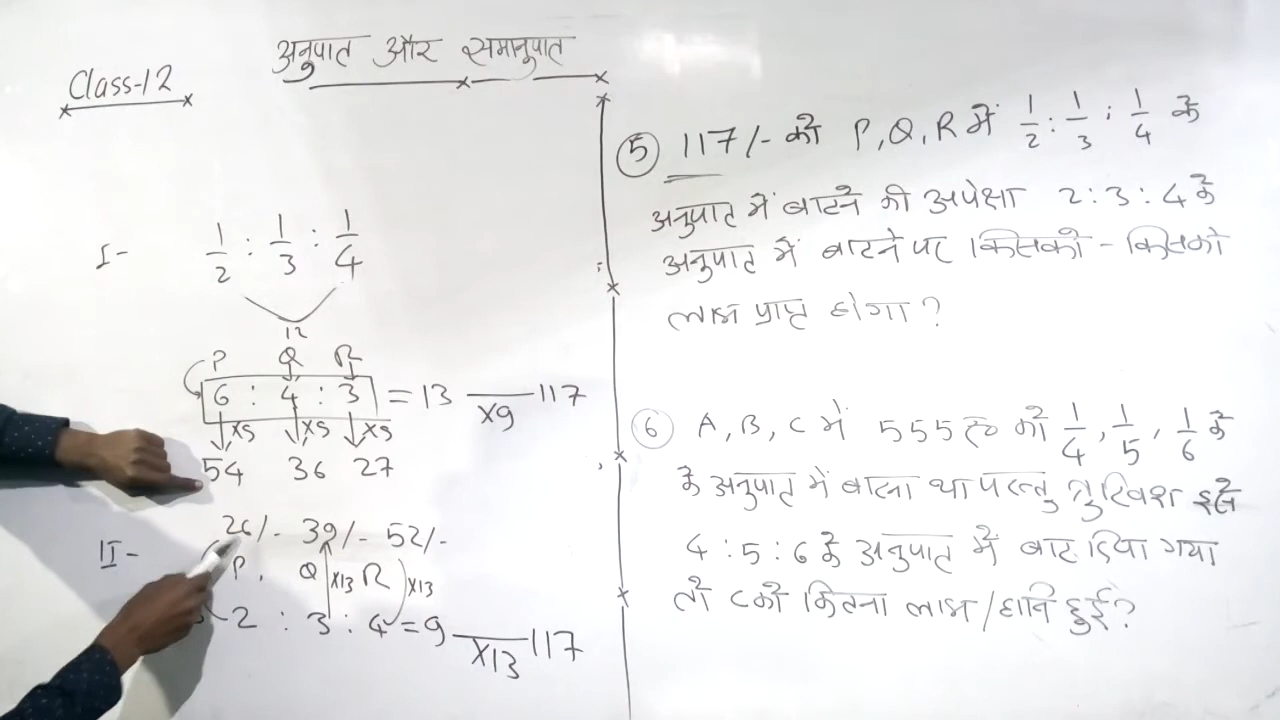 अनुपात और समानुपात
Class-12
I- 1/2 : 1/3 : 1/4
12
P Q R
6 : 4 : 3 = 13 ×9 117
×9 ×9 ×9
54 36 27
II- 26/- 39/- 52/-
P, Q ×13 R ×13
2 : 3 : 4 = 9 ×13 117
⑤ 117/- को P, Q, R में 1/2 : 1/3 : 1/4 के
अनुपात में बाटने की अपेक्षा 2 : 3 : 4 के
अनुपात में बाटने पर किसको - किसको
लाभ प्राप्त होगा ?
⑥ A, B, C में 555 रु० को 1/4, 1/5, 1/6 के
के अनुपात में बाटना था परन्तु त्रुटिवश इसे
4 : 5 : 6 के अनुपात में बाट दिया गया
तो C को कितना लाभ / हानि हुई ?